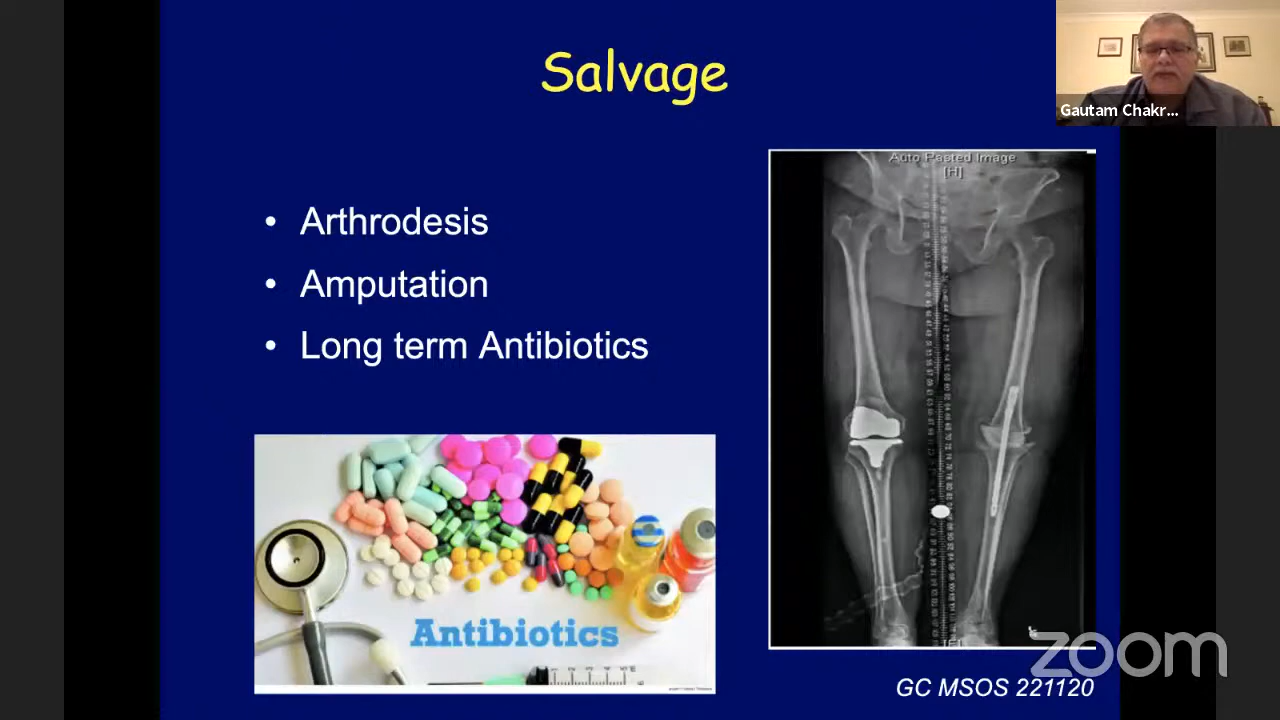 Salvage
Gautam Chakr...
Auto Pasted Image
[H]
• Arthrodesis
• Amputation
• Long term Antibiotics
Antibiotics
zoom
GC MSOS 221120